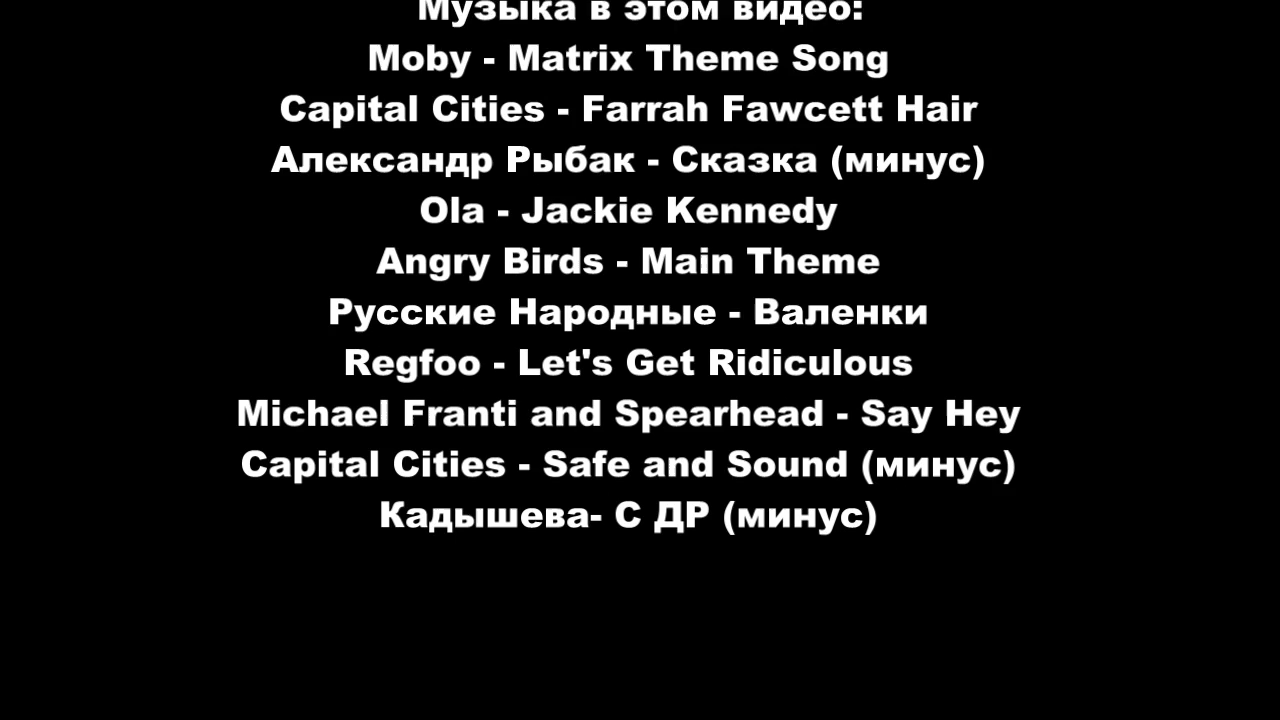 Музыка в этом видео:
Moby - Matrix Theme Song
Capital Cities - Farrah Fawcett Hair
Александр Рыбак - Сказка (минус)
Ola - Jackie Kennedy
Angry Birds - Main Theme
Русские Народные - Валенки
Regfoo - Let's Get Ridiculous
Michael Franti and Spearhead - Say Hey
Capital Cities - Safe and Sound (минус)
Кадышева- С ДР (минус)